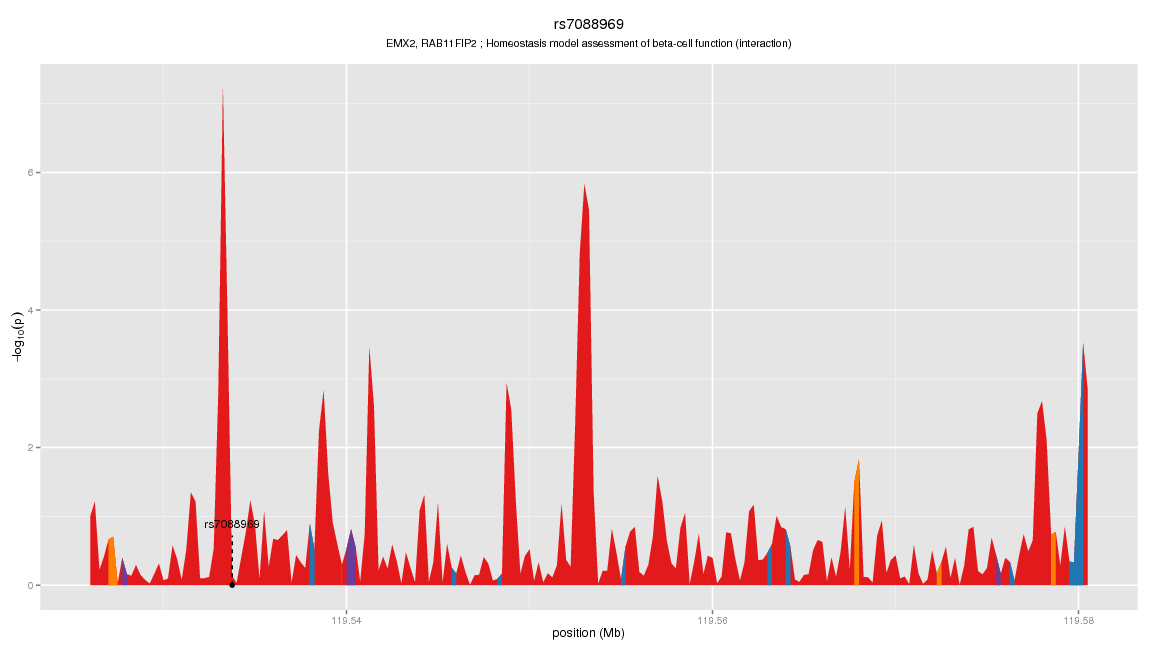 rs7088969
EMX2, RAB11FIP2 ; Homeostasis model assessment of beta-cell function (interaction)
6
4
2
0
−log10(p)
rs7088969
119.54
119.56
119.58
position (Mb)